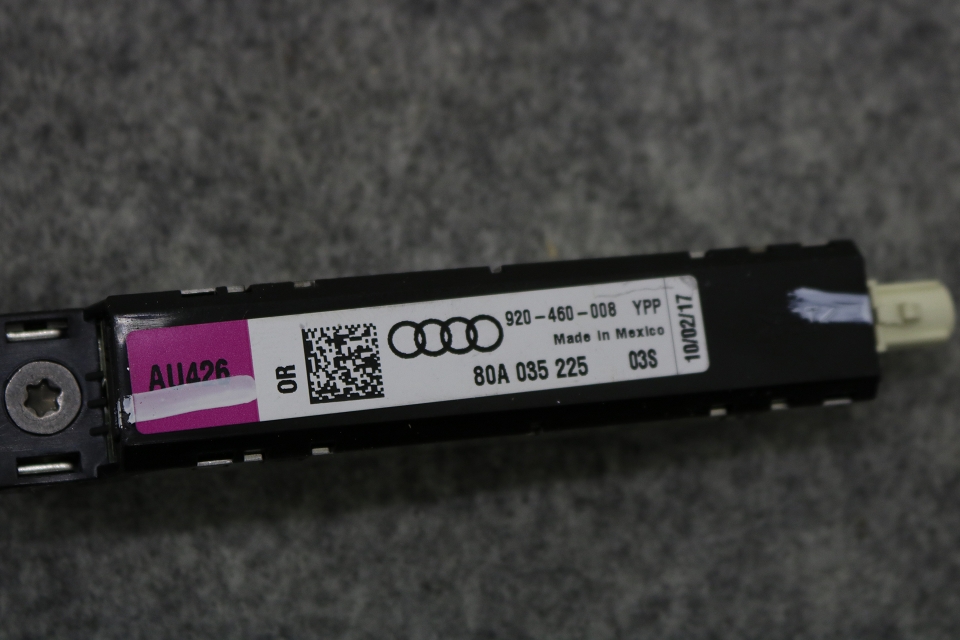 AU426
OR
920-460-008 YPP
Made in Mexico
80A 035 225 03S
10/02/17